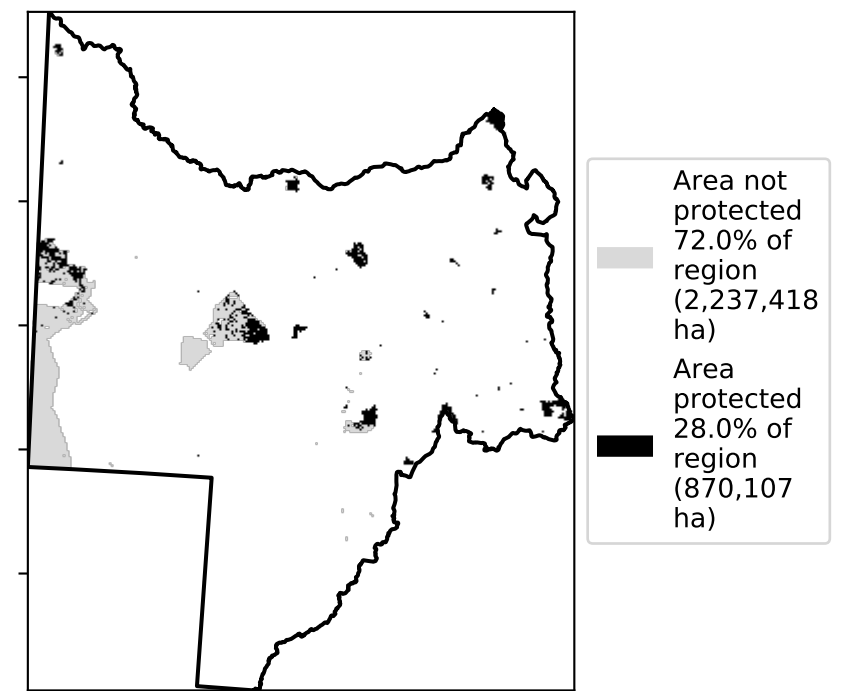 Area not
protected
72.0% of
region
(2,237,418
ha)
Area
protected
28.0% of
region
(870,107
ha)